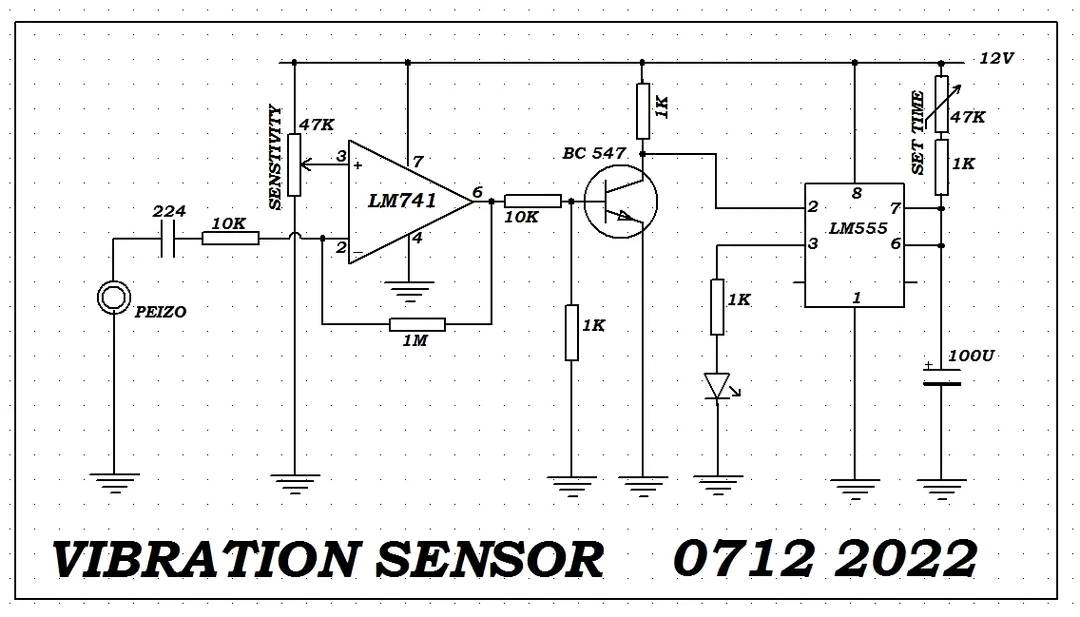 12V
SENSTIVITY
47K
3
+
7
LM741
6
2
_
4
224
10K
PEIZO
1M
10K
1K
BC 547
1K
SET TIME
47K
1K
8
2
7
LM555
3
6
1
1K
+
100U
VIBRATION SENSOR 0712 2022